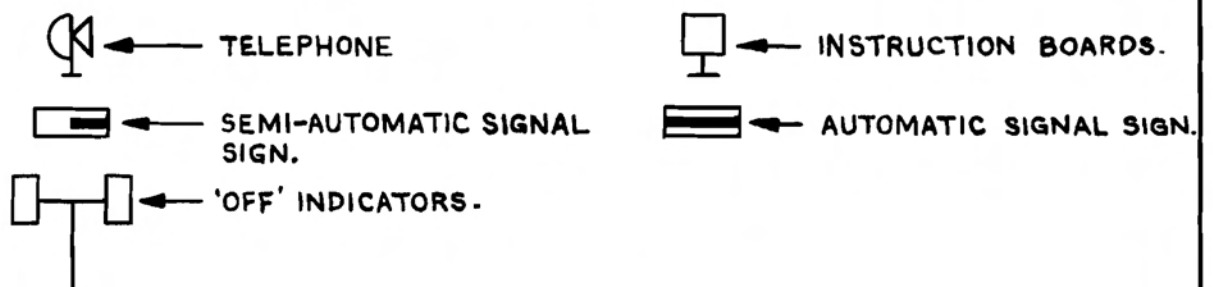 TELEPHONE
INSTRUCTION BOARDS.
SEMI-AUTOMATIC SIGNAL
SIGN.
AUTOMATIC SIGNAL SIGN.
'OFF' INDICATORS.